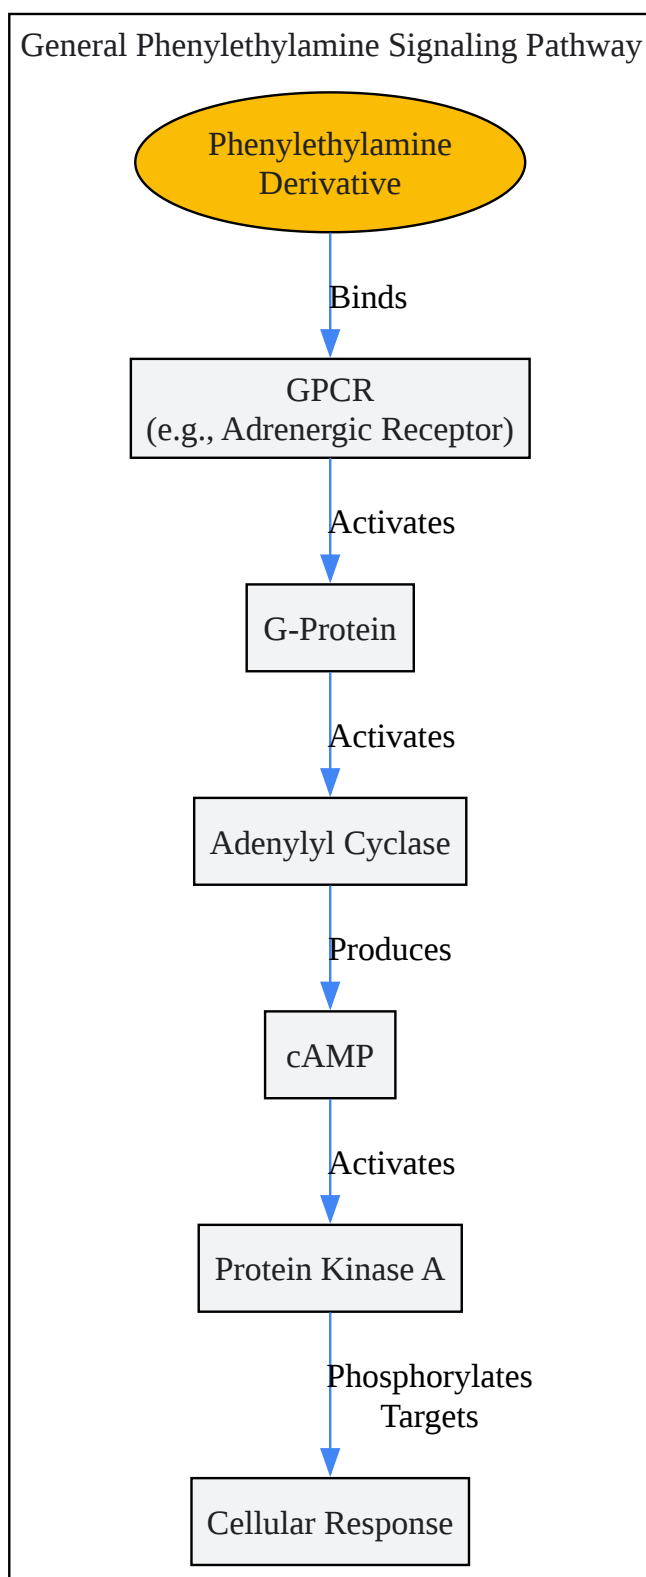 General Phenylethylamine Signaling Pathway
Phenylethylamine
Derivative
Binds
GPCR
(e.g., Adrenergic Receptor)
Activates
G-Protein
Activates
Adenylyl Cyclase
Produces
cAMP
Activates
Protein Kinase A
Phosphorylates
Targets
Cellular Response